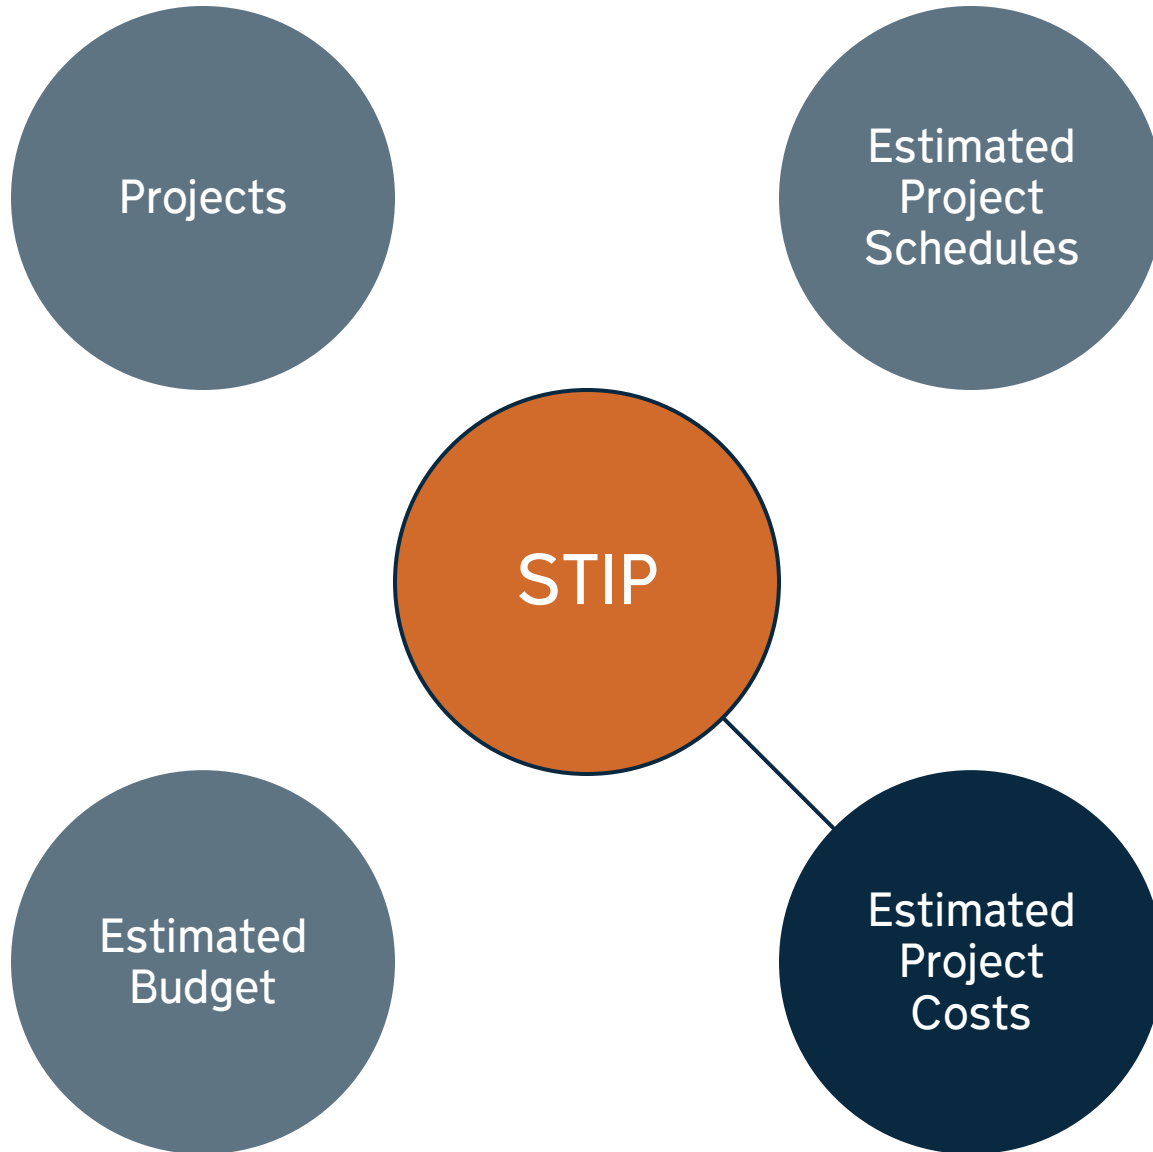 Projects
Estimated
Project
Schedules
STIP
Estimated
Budget
Estimated
Project
Costs